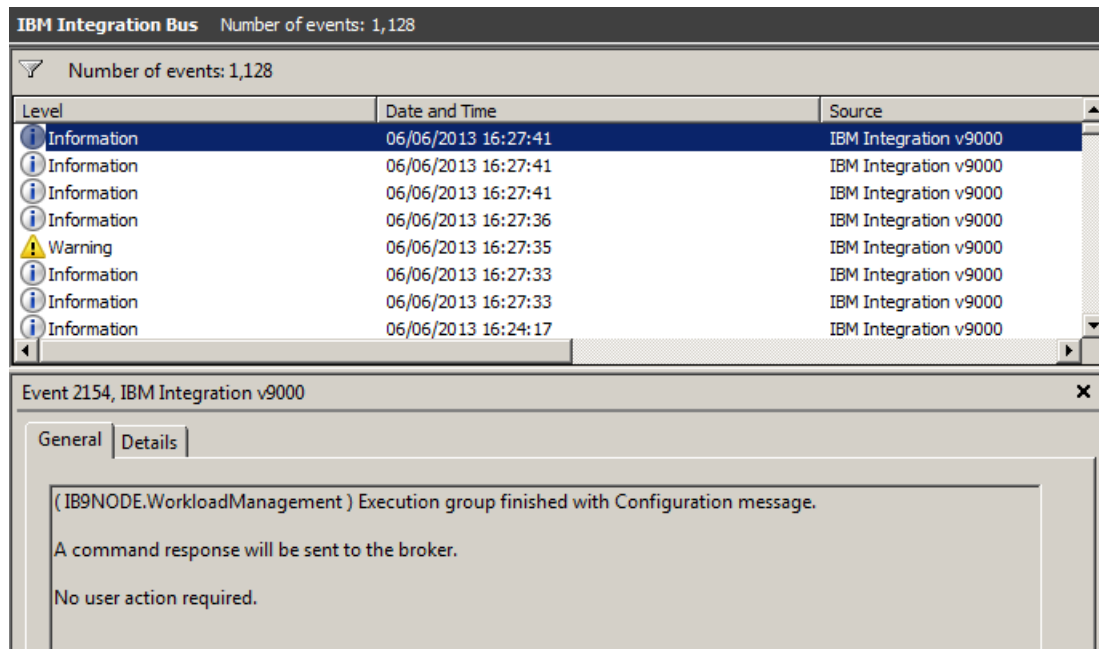 IBM Integration Bus Number of events: 1,128
Number of events: 1,128
Level Date and Time Source
Information 06/06/2013 16:27:41 IBM Integration v9000
Information 06/06/2013 16:27:41 IBM Integration v9000
Information 06/06/2013 16:27:41 IBM Integration v9000
Information 06/06/2013 16:27:36 IBM Integration v9000
Warning 06/06/2013 16:27:35 IBM Integration v9000
Information 06/06/2013 16:27:33 IBM Integration v9000
Information 06/06/2013 16:27:33 IBM Integration v9000
Information 06/06/2013 16:24:17 IBM Integration v9000
Event 2154, IBM Integration v9000
General Details
( IB9NODE.WorkloadManagement ) Execution group finished with Configuration message.
A command response will be sent to the broker.
No user action required.